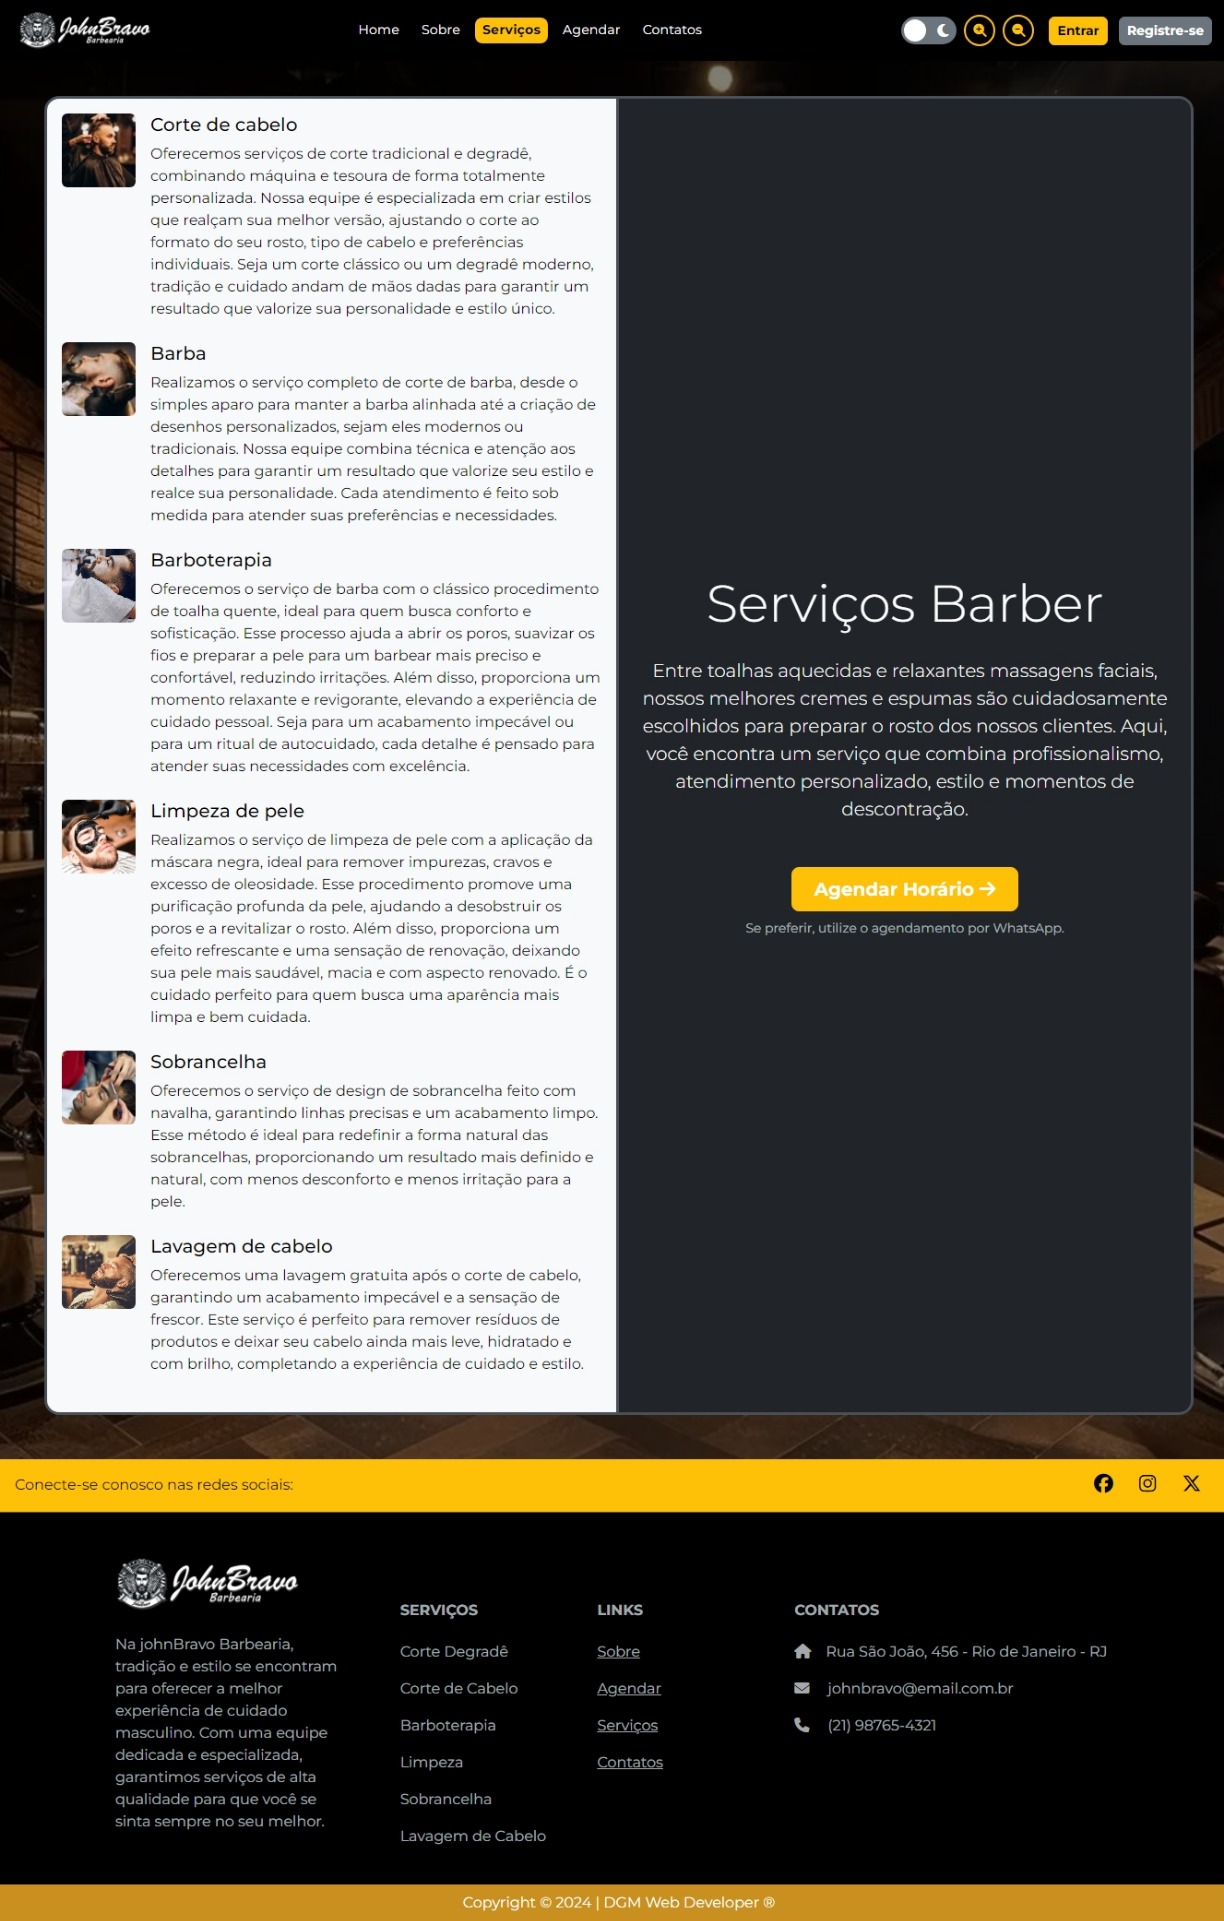 JohnBravo
Barbearia
Home
Sobre
Serviços
Agendar
Contatos
Entrar
Registre-se
Corte de cabelo
Oferecemos serviços de corte tradicional e degradê,
combinando máquina e tesoura de forma totalmente
personalizada. Nossa equipe é especializada em criar estilos
que realçam sua melhor versão, ajustando o corte ao
formato do seu rosto, tipo de cabelo e preferências
individuais. Seja um corte clássico ou um degradê moderno,
tradição e cuidado andam de mãos dadas para garantir um
resultado que valorize sua personalidade e estilo único.
Barba
Realizamos o serviço completo de corte de barba, desde o
simples aparo para manter a barba alinhada até a criação de
desenhos personalizados, sejam eles modernos ou
tradicionais. Nossa equipe combina técnica e atenção aos
detalhes para garantir um resultado que valorize seu estilo e
realce sua personalidade. Cada atendimento é feito sob
medida para atender suas preferências e necessidades.
Barboterapia
Oferecemos o serviço de barba com o clássico procedimento
de toalha quente, ideal para quem busca conforto e
sofisticação. Esse processo ajuda a abrir os poros, suavizar os
fios e preparar a pele para um barbear mais preciso e
confortável, reduzindo irritações. Além disso, proporciona um
momento relaxante e revigorante, elevando a experiência de
cuidado pessoal. Seja para um acabamento impecável ou
para um ritual de autocuidado, cada detalhe é pensado para
atender suas necessidades com excelência.
Limpeza de pele
Realizamos o serviço de limpeza de pele com a aplicação da
máscara negra, ideal para remover impurezas, cravos e
excesso de oleosidade. Esse procedimento promove uma
purificação profunda da pele, ajudando a desobstruir os
poros e a revitalizar o rosto. Além disso, proporciona um
efeito refrescante e uma sensação de renovação, deixando
sua pele mais saudável, macia e com aspecto renovado. É o
cuidado perfeito para quem busca uma aparência mais
limpa e bem cuidada.
Sobrancelha
Oferecemos o serviço de design de sobrancelha feito com
navalha, garantindo linhas precisas e um acabamento limpo.
Esse método é ideal para redefinir a forma natural das
sobrancelhas, proporcionando um resultado mais definido e
natural, com menos desconforto e menos irritação para a
pele.
Lavagem de cabelo
Oferecemos uma lavagem gratuita após o corte de cabelo,
garantindo um acabamento impecável e a sensação de
frescor. Este serviço é perfeito para remover resíduos de
produtos e deixar seu cabelo ainda mais leve, hidratado e
com brilho, completando a experiência de cuidado e estilo.
Serviços Barber
Entre toalhas aquecidas e relaxantes massagens faciais,
nossos melhores cremes e espumas são cuidadosamente
escolhidos para preparar o rosto dos nossos clientes. Aqui,
você encontra um serviço que combina profissionalismo,
atendimento personalizado, estilo e momentos de
descontração.
Agendar Horário →
Se preferir, utilize o agendamento por WhatsApp.
Conecte-se conosco nas redes sociais:
JohnBravo
Barbearia
Na johnBravo Barbearia,
tradição e estilo se encontram
para oferecer a melhor
experiência de cuidado
masculino. Com uma equipe
dedicada e especializada,
garantimos serviços de alta
qualidade para que você se
sinta sempre no seu melhor.
SERVIÇOS
Corte Degradê
Corte de Cabelo
Barboterapia
Limpeza
Sobrancelha
Lavagem de Cabelo
LINKS
Sobre
Agendar
Serviços
Contatos
CONTATOS
Rua São João, 456 - Rio de Janeiro - RJ
johnbravo@email.com.br
(21) 98765-4321
Copyright © 2024 | DGM Web Developer ®